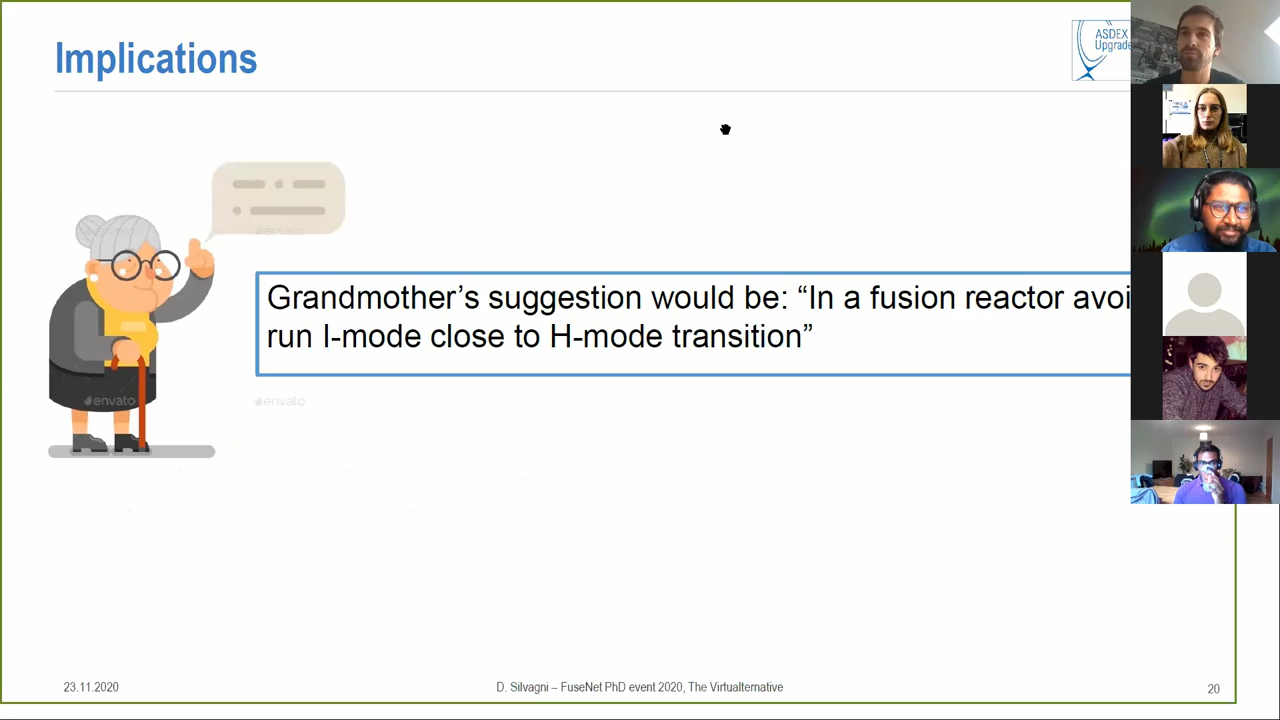 Implications
ASDEX
Upgrade
envato
Grandmother's suggestion would be: “In a fusion reactor avoi
run I-mode close to H-mode transition”
envato
envato
23.11.2020
D. Silvagni – FuseNet PhD event 2020, The Virtualternative
20